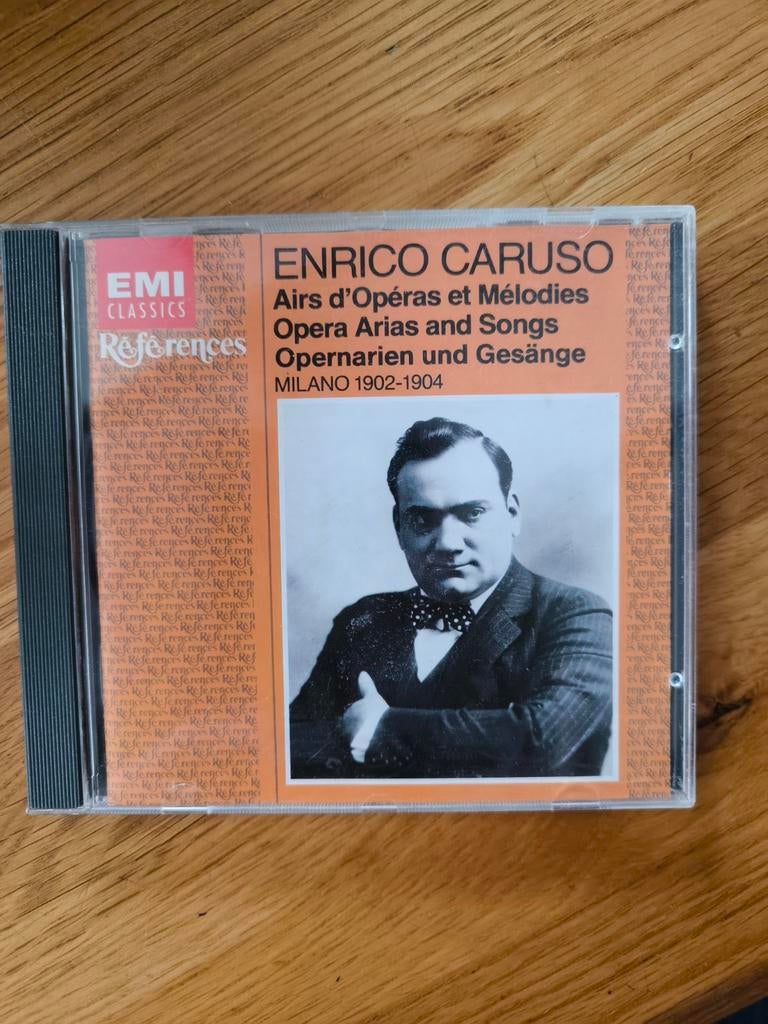 EMI
CLASSICS
Références
ENRICO CARUSO
Airs d'Opéras et Mélodies
Opera Arias and Songs
Opernarien und Gesänge
MILANO 1902-1904